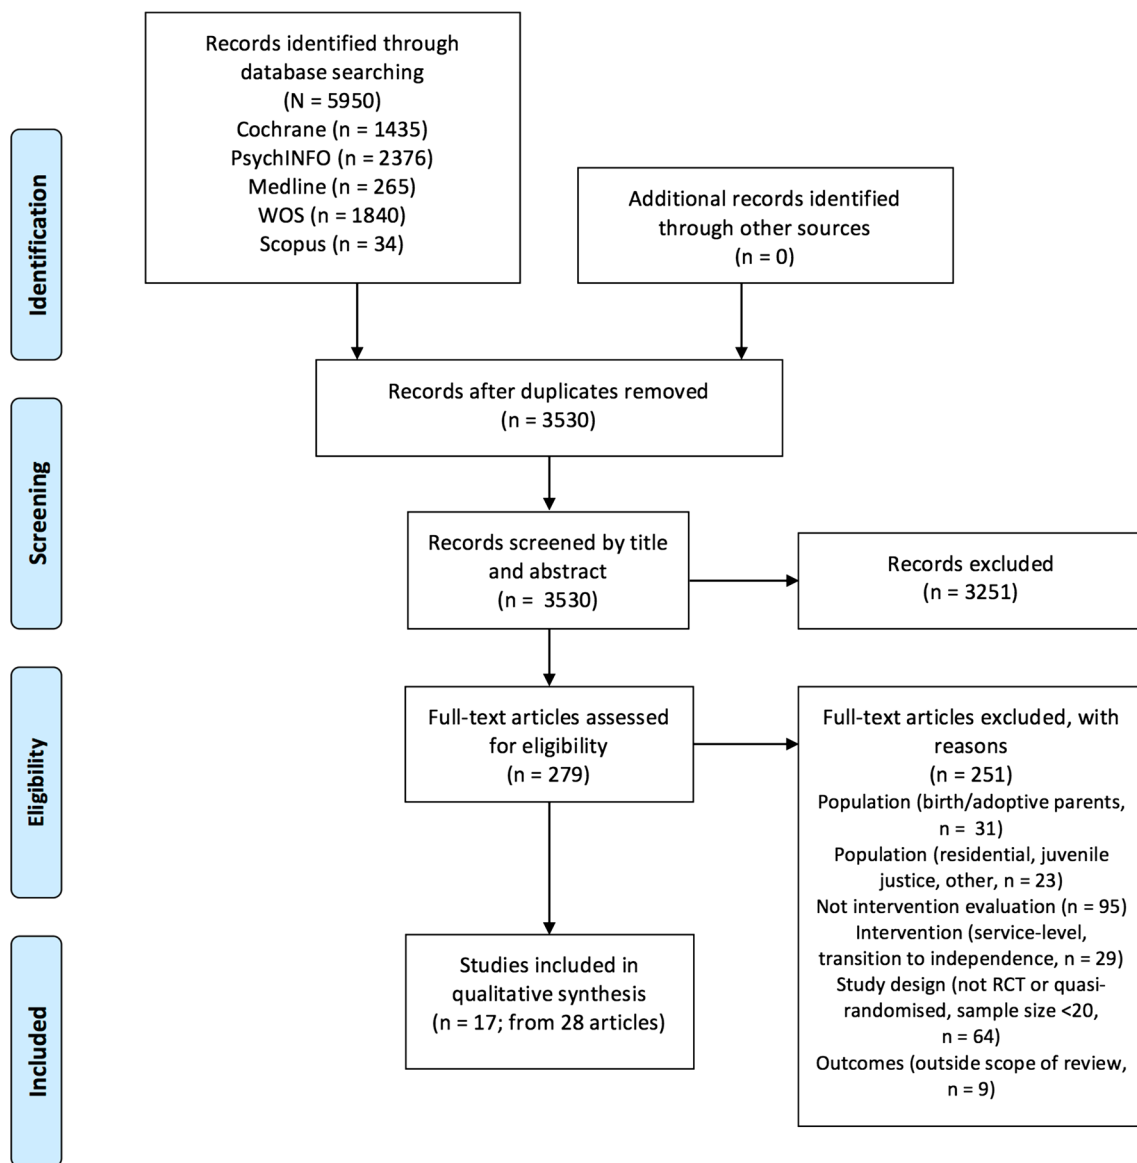 Records identified through
database searching
(N = 5950)
Cochrane (n = 1435)
PsychINFO (n = 2376)
Medline (n = 265)
WOS (n = 1840)
Scopus (n = 34)
Additional records identified
through other sources
(n = 0)
Identification
Records after duplicates removed
(n = 3530)
Screening
Records screened by title
and abstract
(n = 3530)
Records excluded
(n = 3251)
Eligibility
Full-text articles assessed
for eligibility
(n = 279)
Full-text articles excluded, with
reasons
(n = 251)
Population (birth/adoptive parents,
n = 31)
Population (residential, juvenile
justice, other, n = 23)
Not intervention evaluation (n = 95)
Intervention (service-level,
transition to independence, n = 29)
Study design (not RCT or quasi-
randomised, sample size <20,
n = 64)
Outcomes (outside scope of review,
n = 9)
Included
Studies included in
qualitative synthesis
(n = 17; from 28 articles)